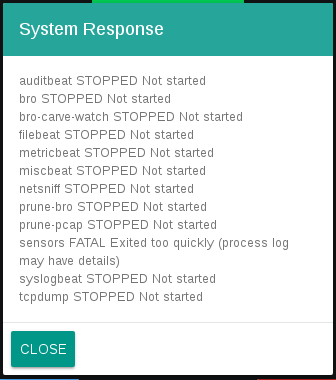 System Response
auditbeat STOPPED Not started
bro STOPPED Not started
bro-carve-watch STOPPED Not started
filebeat STOPPED Not started
metricbeat STOPPED Not started
miscbeat STOPPED Not started
netsniff STOPPED Not started
prune-bro STOPPED Not started
prune-pcap STOPPED Not started
sensors FATAL Exited too quickly (process log
may have details)
syslogbeat STOPPED Not started
tcpdump STOPPED Not started
CLOSE